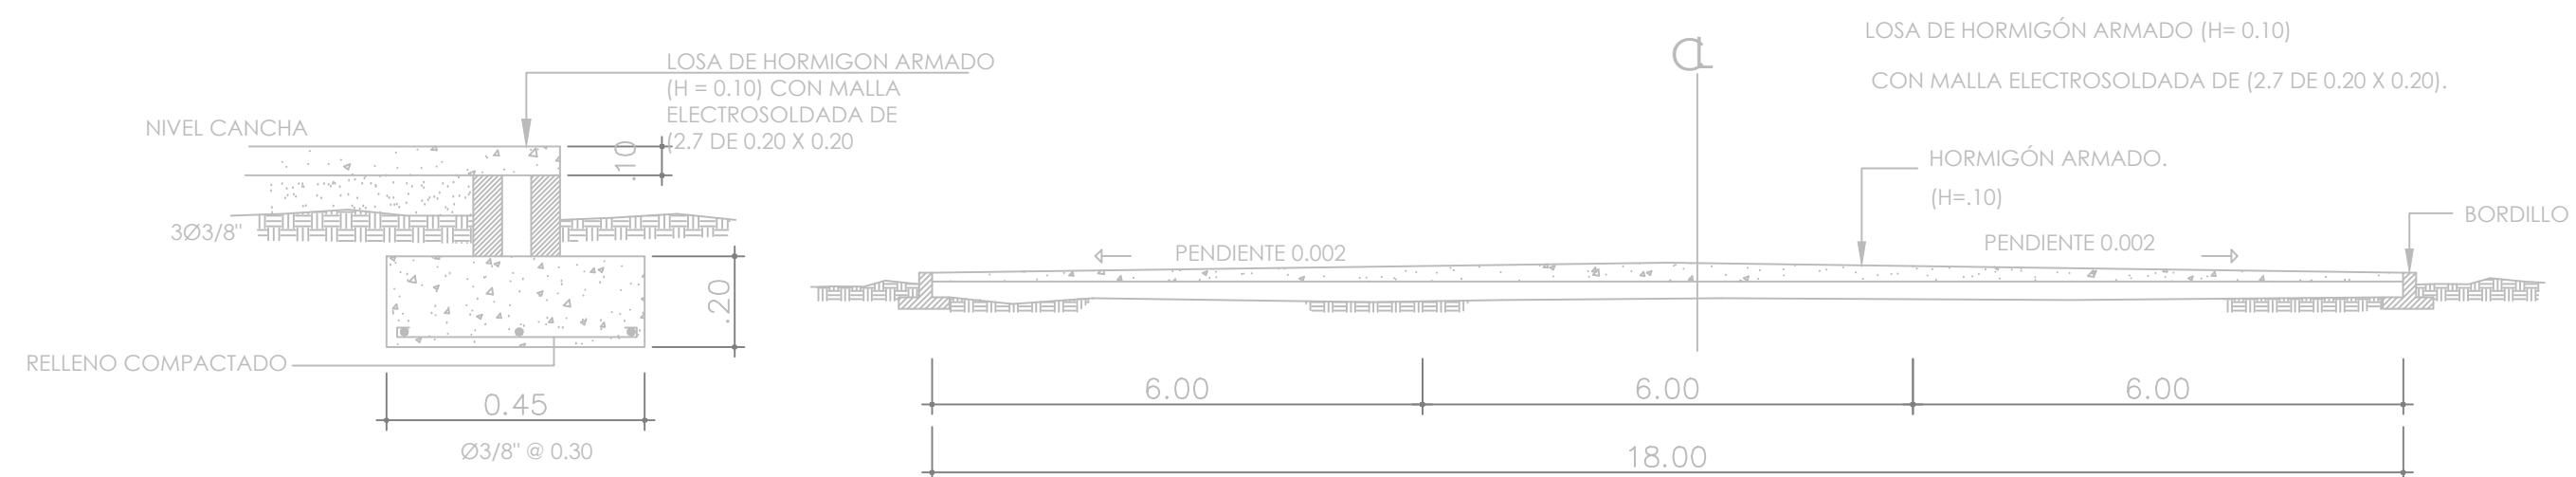 LOSA DE HORMIGON ARMADO
(H = 0.10) CON MALLA
ELECTROSOLDADA DE
(2.7 DE 0.20 X 0.20
NIVEL CANCHA
.10
3Ø3/8"
.20
RELLENO COMPACTADO
0.45
Ø3/8" @ 0.30
CL
LOSA DE HORMIGÓN ARMADO (H= 0.10)
CON MALLA ELECTROSOLDADA DE (2.7 DE 0.20 X 0.20).
HORMIGÓN ARMADO.
(H=.10)
BORDILLO
PENDIENTE 0.002
PENDIENTE 0.002
6.00
6.00
6.00
18.00